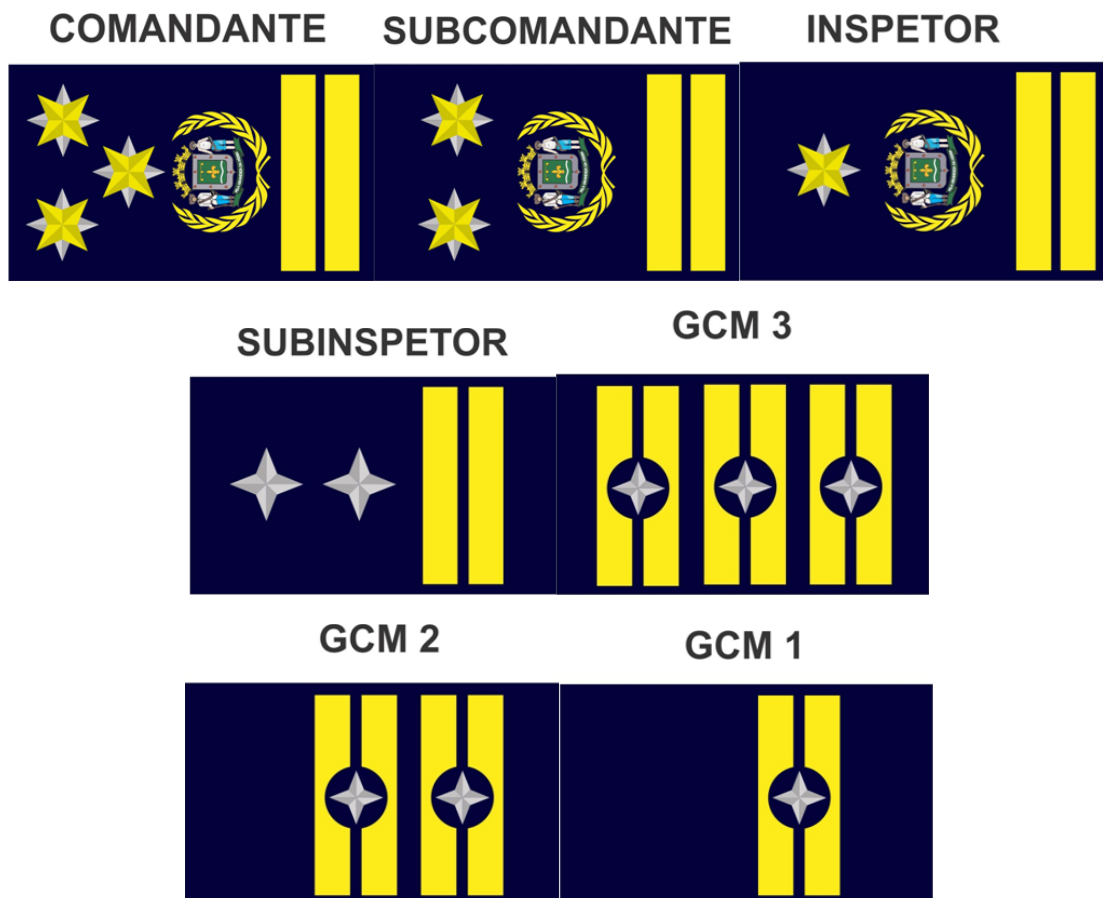 COMANDANTE
SUBCOMANDANTE
INSPETOR
SUBINSPETOR
GCM 3
GCM 2
GCM 1